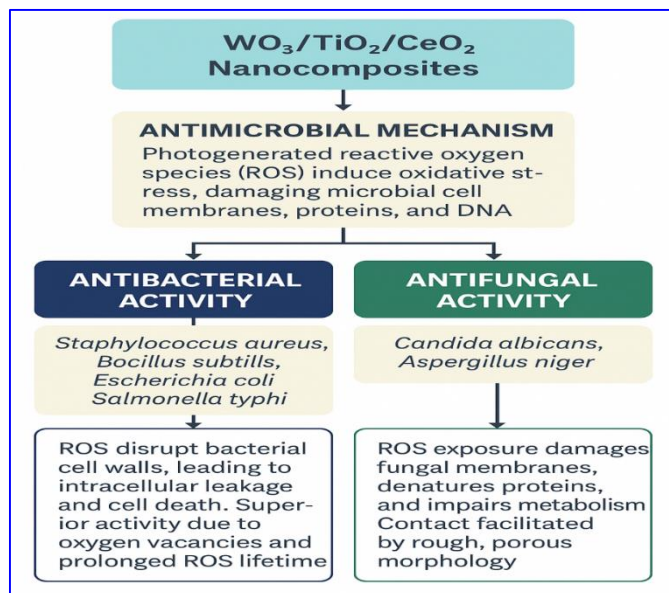 WO₃/TiO₂/CeO₂
Nanocomposites
ANTIMICROBIAL MECHANISM
Photogenerated reactive oxygen
species (ROS) induce oxidative st-
ress, damaging microbial cell
membranes, proteins, and DNA
ANTIBACTERIAL
ACTIVITY
Staphylococcus aureus,
Bocillus subtills,
Escherichia coli
Salmonella typhi
ROS disrupt bacterial
cell walls, leading to
intracellular leakage
and cell death. Super-
ior activity due to
oxygen vacancies and
prolonged ROS lifetime
ANTIFUNGAL
ACTIVITY
Candida albicans,
Aspergillus niger
ROS exposure damages
fungal membranes,
denatures proteins,
and impairs metabolism
Contact facilitated
by rough, porous
morphology